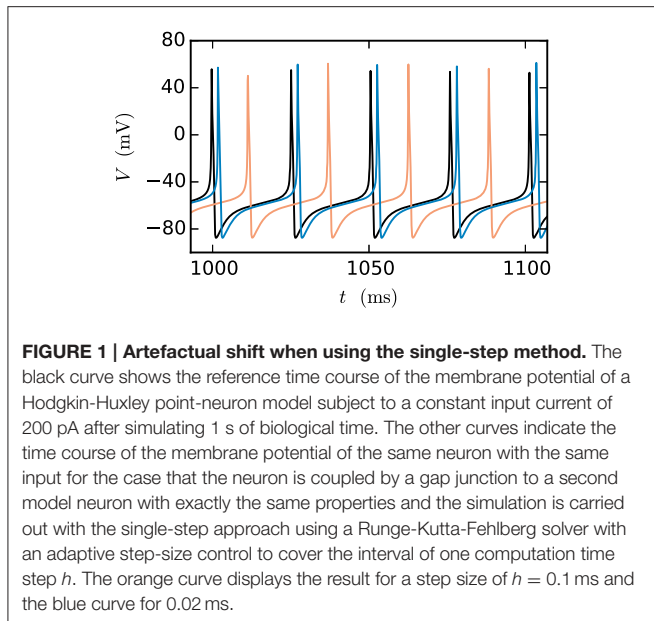 80
40
0
−40
−80
V (mV)
1000
1050
1100
t (ms)
FIGURE 1 | Artefactual shift when using the single-step method. The
black curve shows the reference time course of the membrane potential of a
Hodgkin-Huxley point-neuron model subject to a constant input current of
200 pA after simulating 1 s of biological time. The other curves indicate the
time course of the membrane potential of the same neuron with the same
input for the case that the neuron is coupled by a gap junction to a second
model neuron with exactly the same properties and the simulation is carried
out with the single-step approach using a Runge-Kutta-Fehlberg solver with
an adaptive step-size control to cover the interval of one computation time
step h. The orange curve displays the result for a step size of h = 0.1 ms and
the blue curve for 0.02 ms.